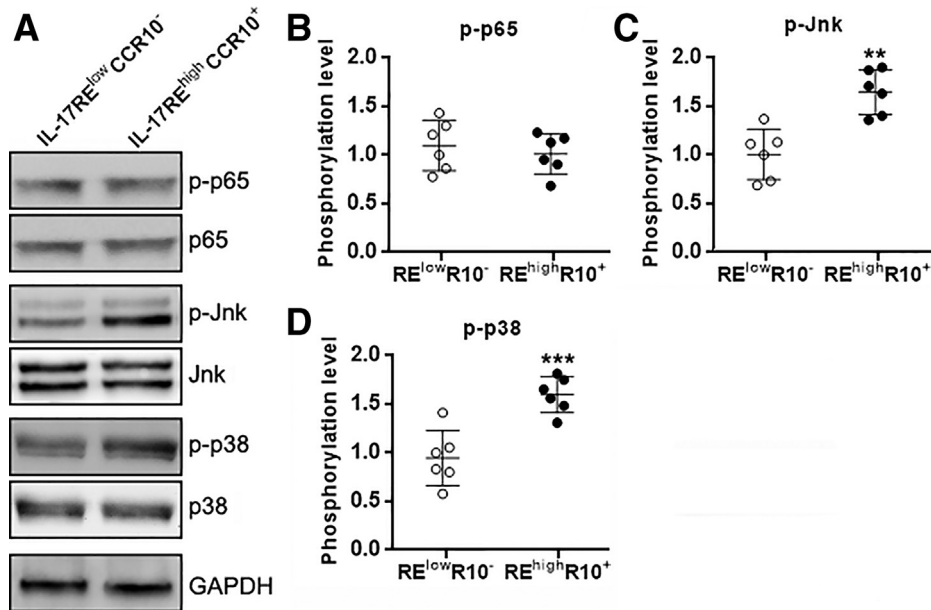 A
IL-17RE^low CCR10^-
IL-17RE^high CCR10^+
p-p65
p65
p-Jnk
Jnk
p-p38
p38
GAPDH
B
p-p65
Phosphorylation level
2.0
1.5
1.0
0.5
0.0
RE^low R10^-
RE^high R10^+
C
p-Jnk
**
Phosphorylation level
2.0
1.5
1.0
0.5
0.0
RE^low R10^-
RE^high R10^+
D
p-p38
***
Phosphorylation level
2.0
1.5
1.0
0.5
0.0
RE^low R10^-
RE^high R10^+